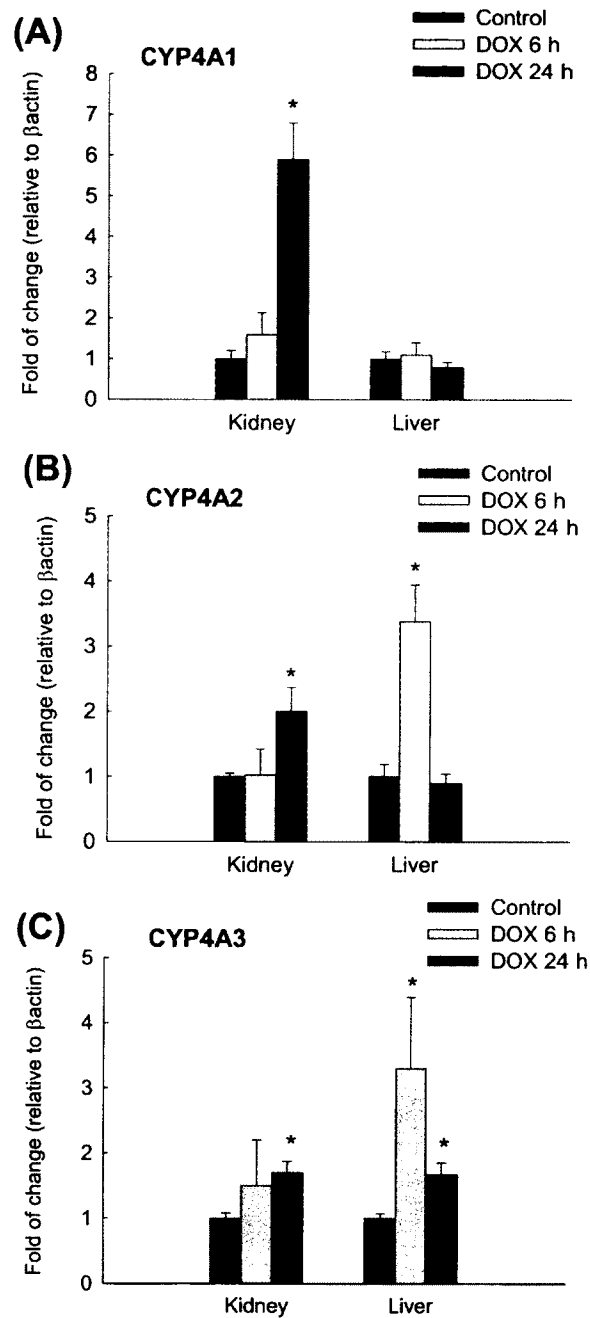 (A)
CYP4A1
Control
DOX 6 h
DOX 24 h
Fold of change (relative to βactin)
8
7
6
5
4
3
2
1
0
*
Kidney
Liver
(B)
CYP4A2
Control
DOX 6 h
DOX 24 h
Fold of change (relative to βactin)
5
4
3
2
1
0
*
*
Kidney
Liver
(C)
CYP4A3
Control
DOX 6 h
DOX 24 h
Fold of change (relative to βactin)
5
4
3
2
1
0
*
*
*
Kidney
Liver